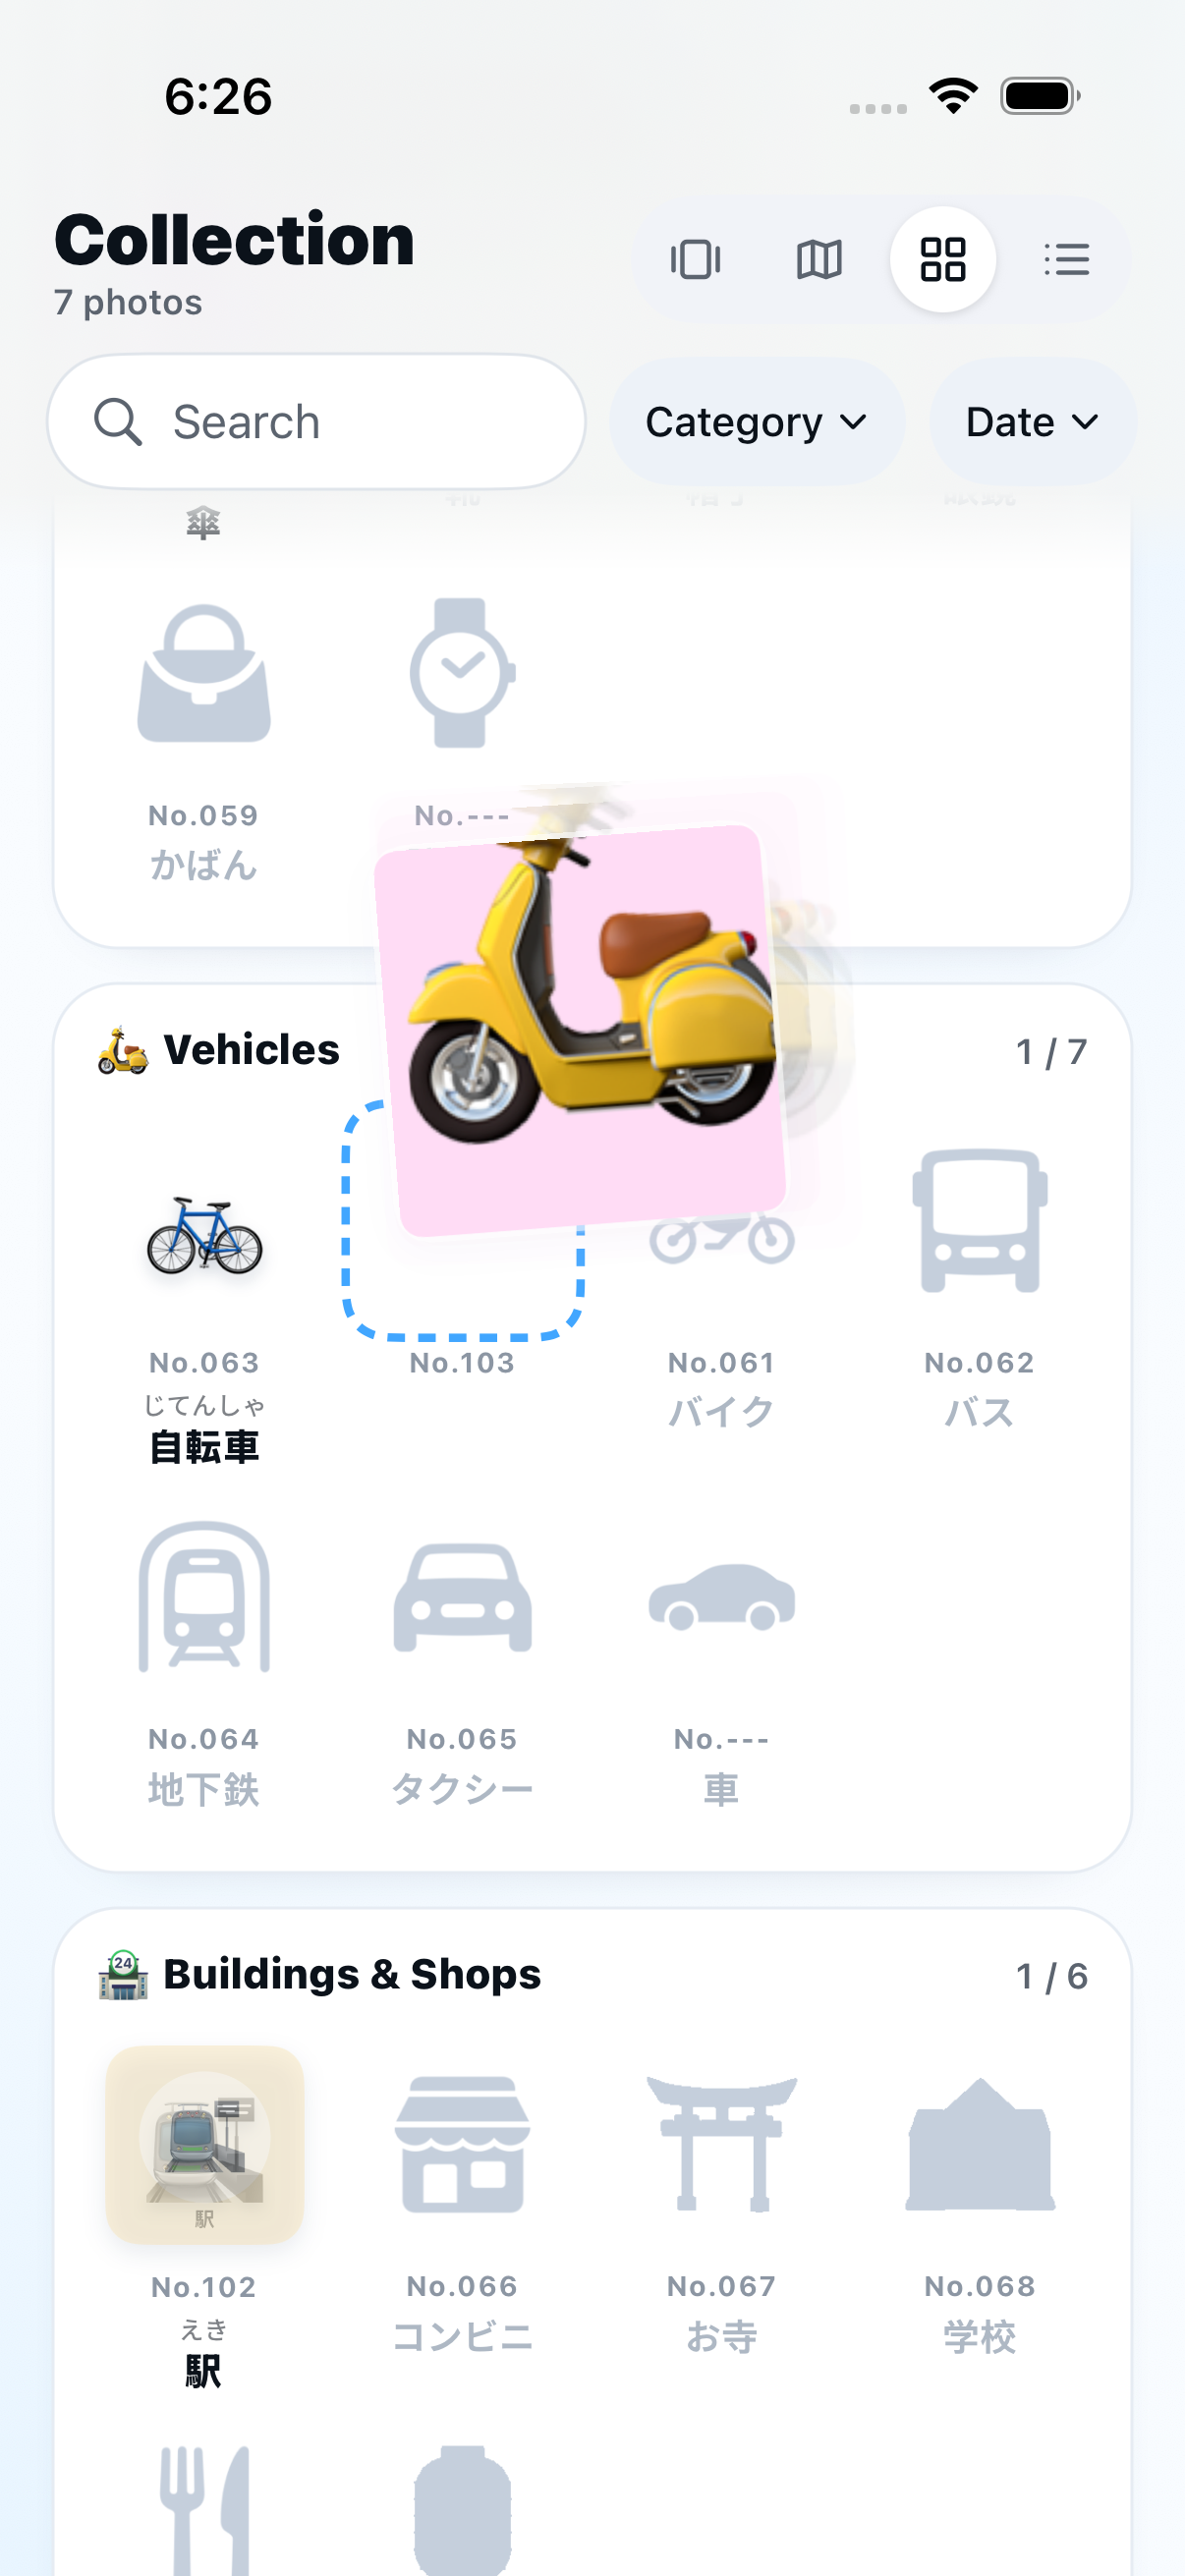 6:26
Collection
7 photos
Search
Category
Date
傘
No.059
No.---
かばん
Vehicles
1 / 7
No.063
No.103
No.061
No.062
じてんしゃ
自転車
バイク
バス
No.064
No.065
No.---
地下鉄
タクシー
車
24
Buildings & Shops
1 / 6
駅
No.102
No.066
No.067
No.068
えき
駅
コンビニ
お寺
学校